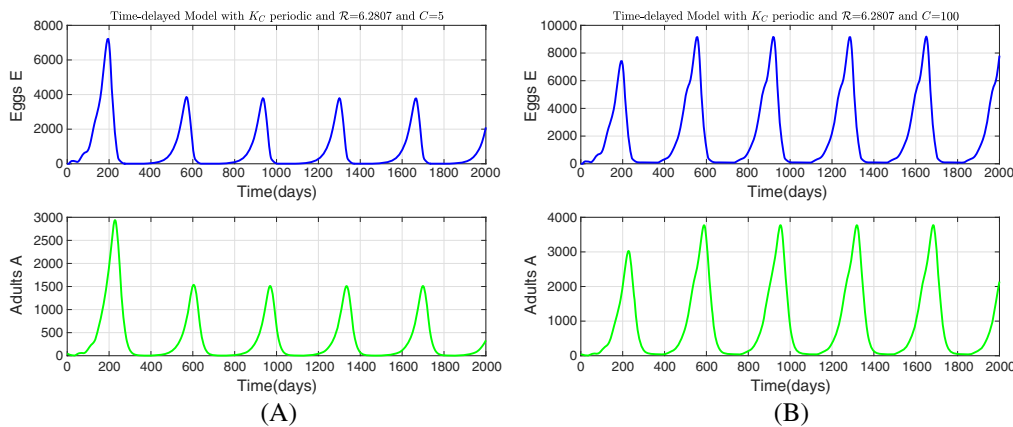 Time-delayed Model with K_C periodic and ℛ=6.2807 and C=5
8000
6000
4000
2000
0
Eggs E
0 200 400 600 800 1000 1200 1400 1600 1800 2000
Time(days)
3000
2500
2000
1500
1000
500
0
Adults A
0 200 400 600 800 1000 1200 1400 1600 1800 2000
Time(days)
(A)
Time-delayed Model with K_C periodic and ℛ=6.2807 and C=100
10000
8000
6000
4000
2000
0
Eggs E
0 200 400 600 800 1000 1200 1400 1600 1800 2000
Time(days)
4000
3000
2000
1000
0
Adults A
0 200 400 600 800 1000 1200 1400 1600 1800 2000
Time(days)
(B)